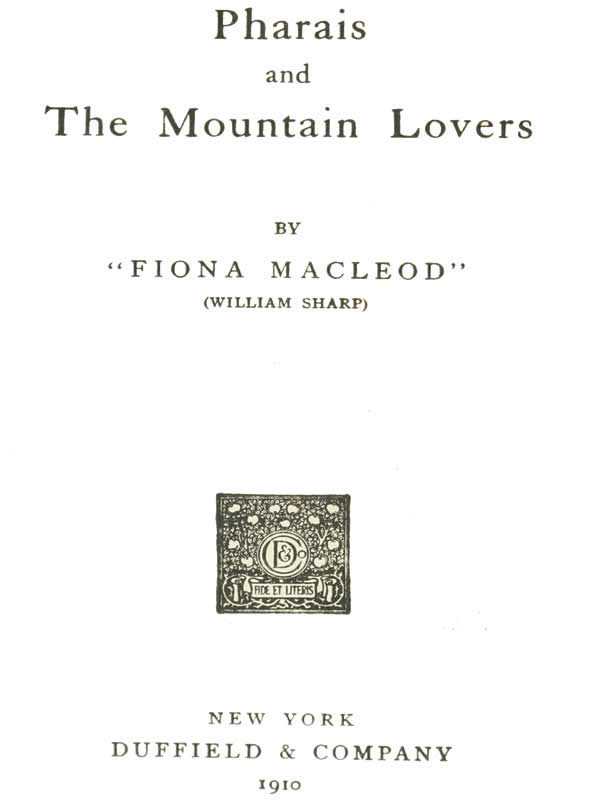 Pharais
and
The Mountain Lovers
BY
“FIONA MACLEOD”
(WILLIAM SHARP)
D & Co
FIDE ET LITERIS
NEW YORK
DUFFIELD & COMPANY
1910